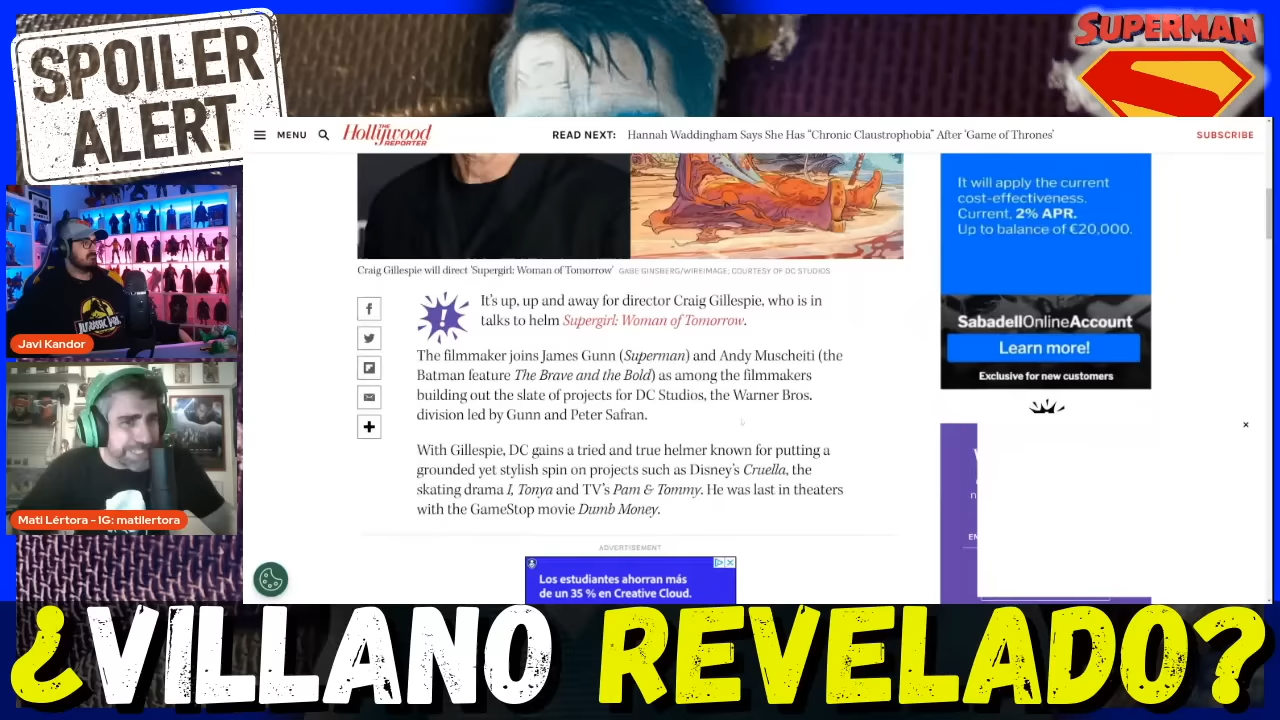 SPOILER
ALERT
SUPERMAN
MENU
THE
Hollywood
REPORTER
READ NEXT: Hannah Waddingham Says She Has “Chronic Claustrophobia” After ‘Game of Thrones’
SUBSCRIBE
It will apply the current
cost-effectiveness.
Current, 2% APR.
Up to balance of €20,000.
SabadellOnlineAccount
Learn more!
Exclusive for new customers
Craig Gillespie will direct 'Supergirl: Woman of Tomorrow' GABE GINSBERG/WIREIMAGE; COURTESY OF DC STUDIOS
It’s up, up and away for director Craig Gillespie, who is in
talks to helm Supergirl: Woman of Tomorrow.
The filmmaker joins James Gunn (Superman) and Andy Muscheiti (the
Batman feature The Brave and the Bold) as among the filmmakers
building out the slate of projects for DC Studios, the Warner Bros.
division led by Gunn and Peter Safran.
With Gillespie, DC gains a tried and true helmer known for putting a
grounded yet stylish spin on projects such as Disney’s Cruella, the
skating drama I, Tonya and TV’s Pam & Tommy. He was last in theaters
with the GameStop movie Dumb Money.
ADVERTISEMENT
Los estudiantes ahorran más
de un 35 % en Creative Cloud.
Javi Kandor
Mati Lértora - IG: matilertora
¿VILLANO REVELADO?